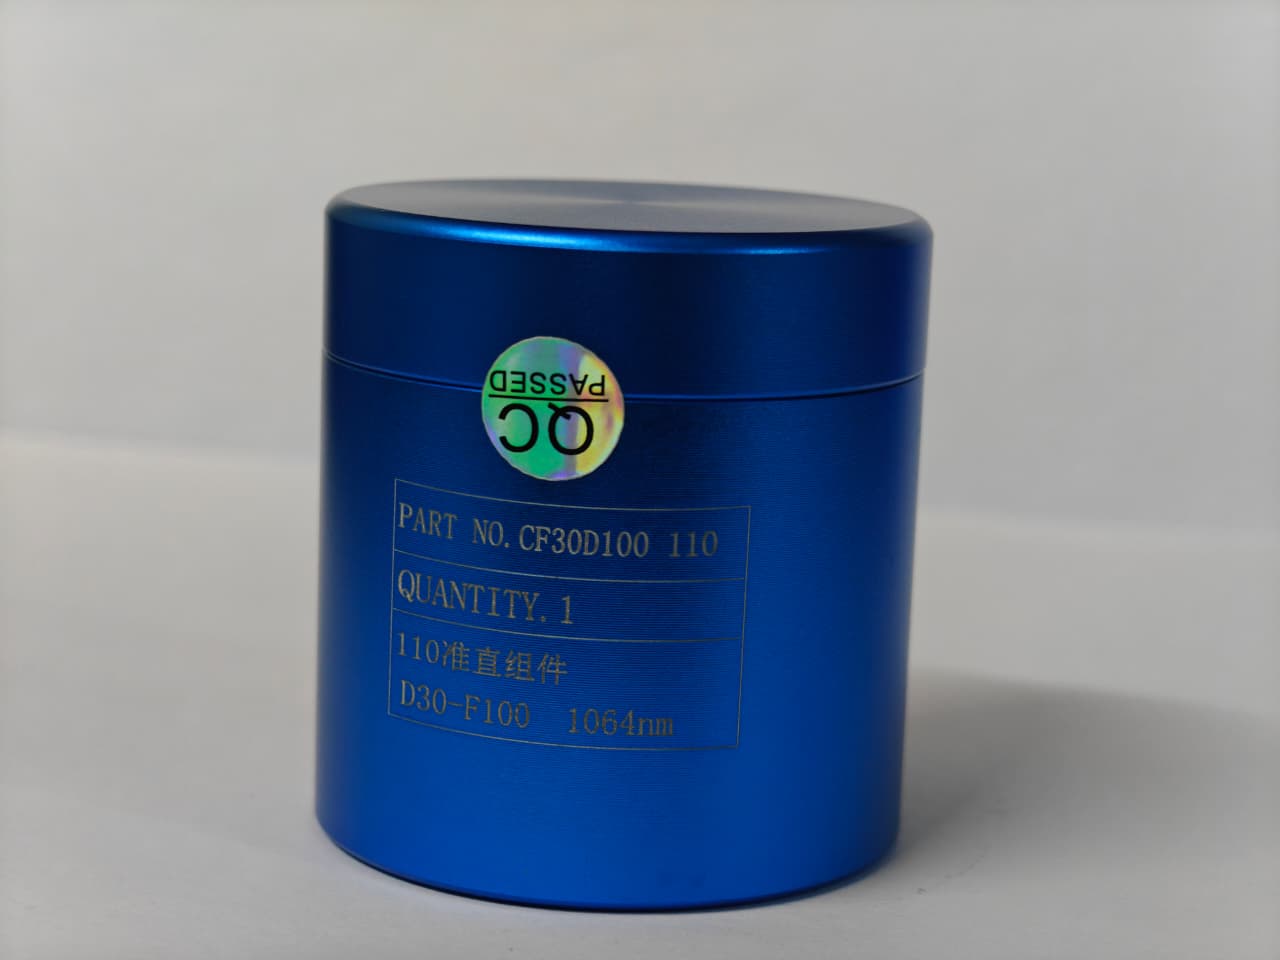 QC
PASSED
PART NO.CF30D100 110
QUANTITY.1
110准直组件
D30-F100 1064nm